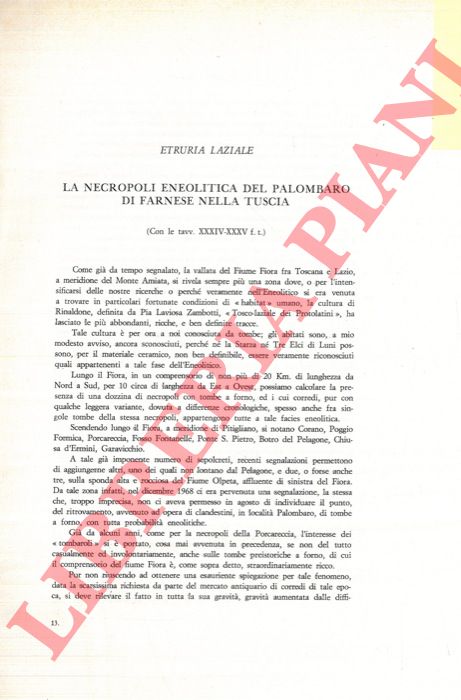 ETRURIA LAZIALE
LA NECROPOLI ENEOLITICA DEL PALOMBARO
DI FARNESE NELLA TUSCIA
(Con le tavv. XXXIV-XXXV f. t.)
Come già da tempo segnalato, la vallata del Fiume Fiora fra Toscana e Lazio,
a meridione del Monte Amiata, si rivela sempre più una zona dove, o per l'inten-
sificarsi delle nostre ricerche o perché veramente nell'Eneolitico si era venuta
a trovare in particolari fortunate condizioni di « habitat » umano, la cultura di
Rinaldone, definita da Pia Laviosa Zambotti, « Tosco-laziale dei Crostolatini », ha
lasciato le più abbondanti, ricche, e ben definite tracce.
Tale cultura è per ora a noi conosciuta da tombe; gli abitati sono, a mio
modesto avviso, ancora sconosciuti, perché né la Starza né Tre Elci di Luni pos-
sono, per il materiale ceramico, non ben definibile, essere veramente riconosciuti
quali appartenenti a tale fase dell'Eneolitico.
Lungo il Fiora, in un comprensorio di non più di 20 Km. di lunghezza da
Nord a Sud, per 10 circa di larghezza da Est a Ovest, possiamo calcolare la pre-
senza di una dozzina di necropoli con tombe a forno, ed i cui corredi, pur con
qualche leggera variante, dovuta a differenze cronologiche, spesso anche fra sin-
gole tombe della stessa necropoli, appartengono tutte a tale facies eneolitica.
Scendendo lungo il Fiora, a meridione di Pitigliano, si notano Corano, Poggio
Formica, Porcareccia, Fosso Fontanelle, Ponte S. Pietro, Botro del Pelagone, Chiu-
sa d'Ermini, Garavicchio.
A tale già imponente numero di sepolcreti, recenti segnalazioni permettono
di aggiungerne altri, uno dei quali non lontano dal Pelagone, e due, o forse anche
tre, sulla sponda alta e rocciosa del Fiume Olpeta, affluente di sinistra del Fiora.
Da tale zona infatti, nel dicembre 1968 ci era pervenuta una segnalazione, la stessa
che, troppo imprecisa, non ci aveva permesso in agosto di individuare il punto,
del ritrovamento, avvenuto ad opera di clandestini, in località Palombaro, di tombe
a forno con tutta probabilità eneolitiche.
Già da alcuni anni, come per la necropoli della Porcareccia, l'interesse dei
« tombaroli » si è portato, cosa mai avvenuta in precedenza, se non del tutto
casualmente ed involontariamente, anche sulle tombe preistoriche a forno, di cui
il comprensorio del fiume Fiora è, come sopra detto, straordinariamente ricco.
Pur non riuscendo ad ottenere una esauriente spiegazione per tale fenomeno,
data la scarsissima richiesta da parte del mercato antiquario di corredi di tale epo-
ca, si deve rilevare il fatto in tutta la sua gravità, gravità aumentata dalle diffi-
13.
LIBRERIA PIANI